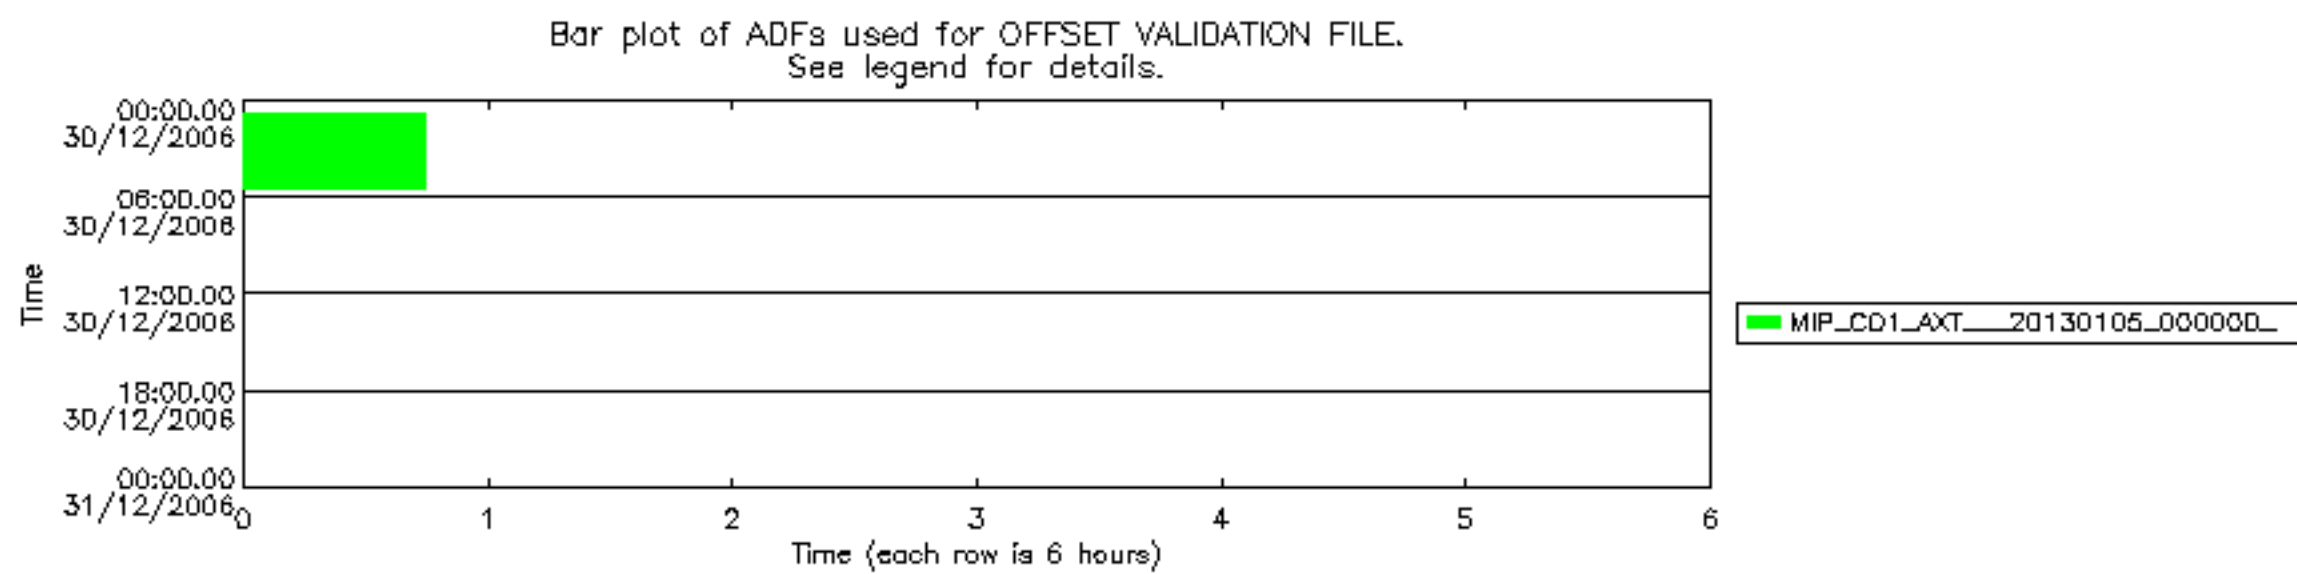 Bar plot of ADFs used for OFFSET VALIDATION FILE.
See legend for details.
00:00.00
30/12/2006
06:00.00
30/12/2006
12:00.00
30/12/2006
18:00.00
30/12/2006
00:00.00
31/12/2006
Time
0 1 2 3 4 5 6
Time (each row is 6 hours)
MIP_CO1_AXT___20130105_000000_